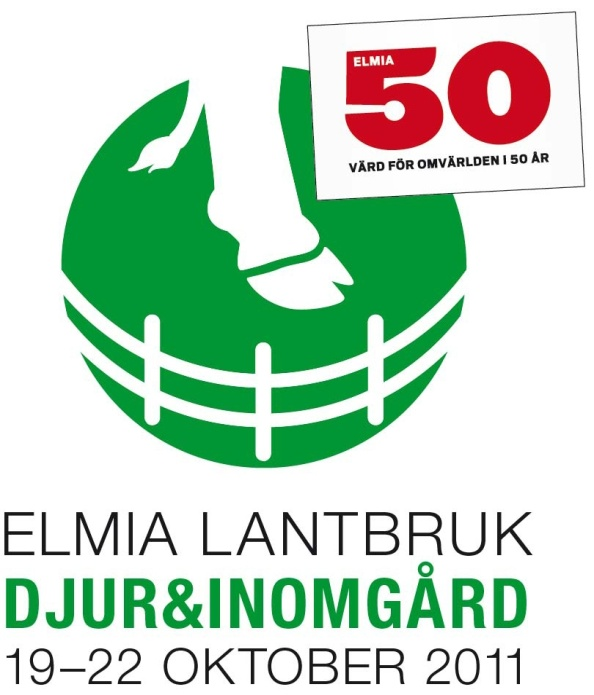 ELMIA
50
VÄRD FÖR OMVÄRLDEN I 50 ÅR
ELMIA LANTBRUK
DJUR&INOMGÅRD
19–22 OKTOBER 2011